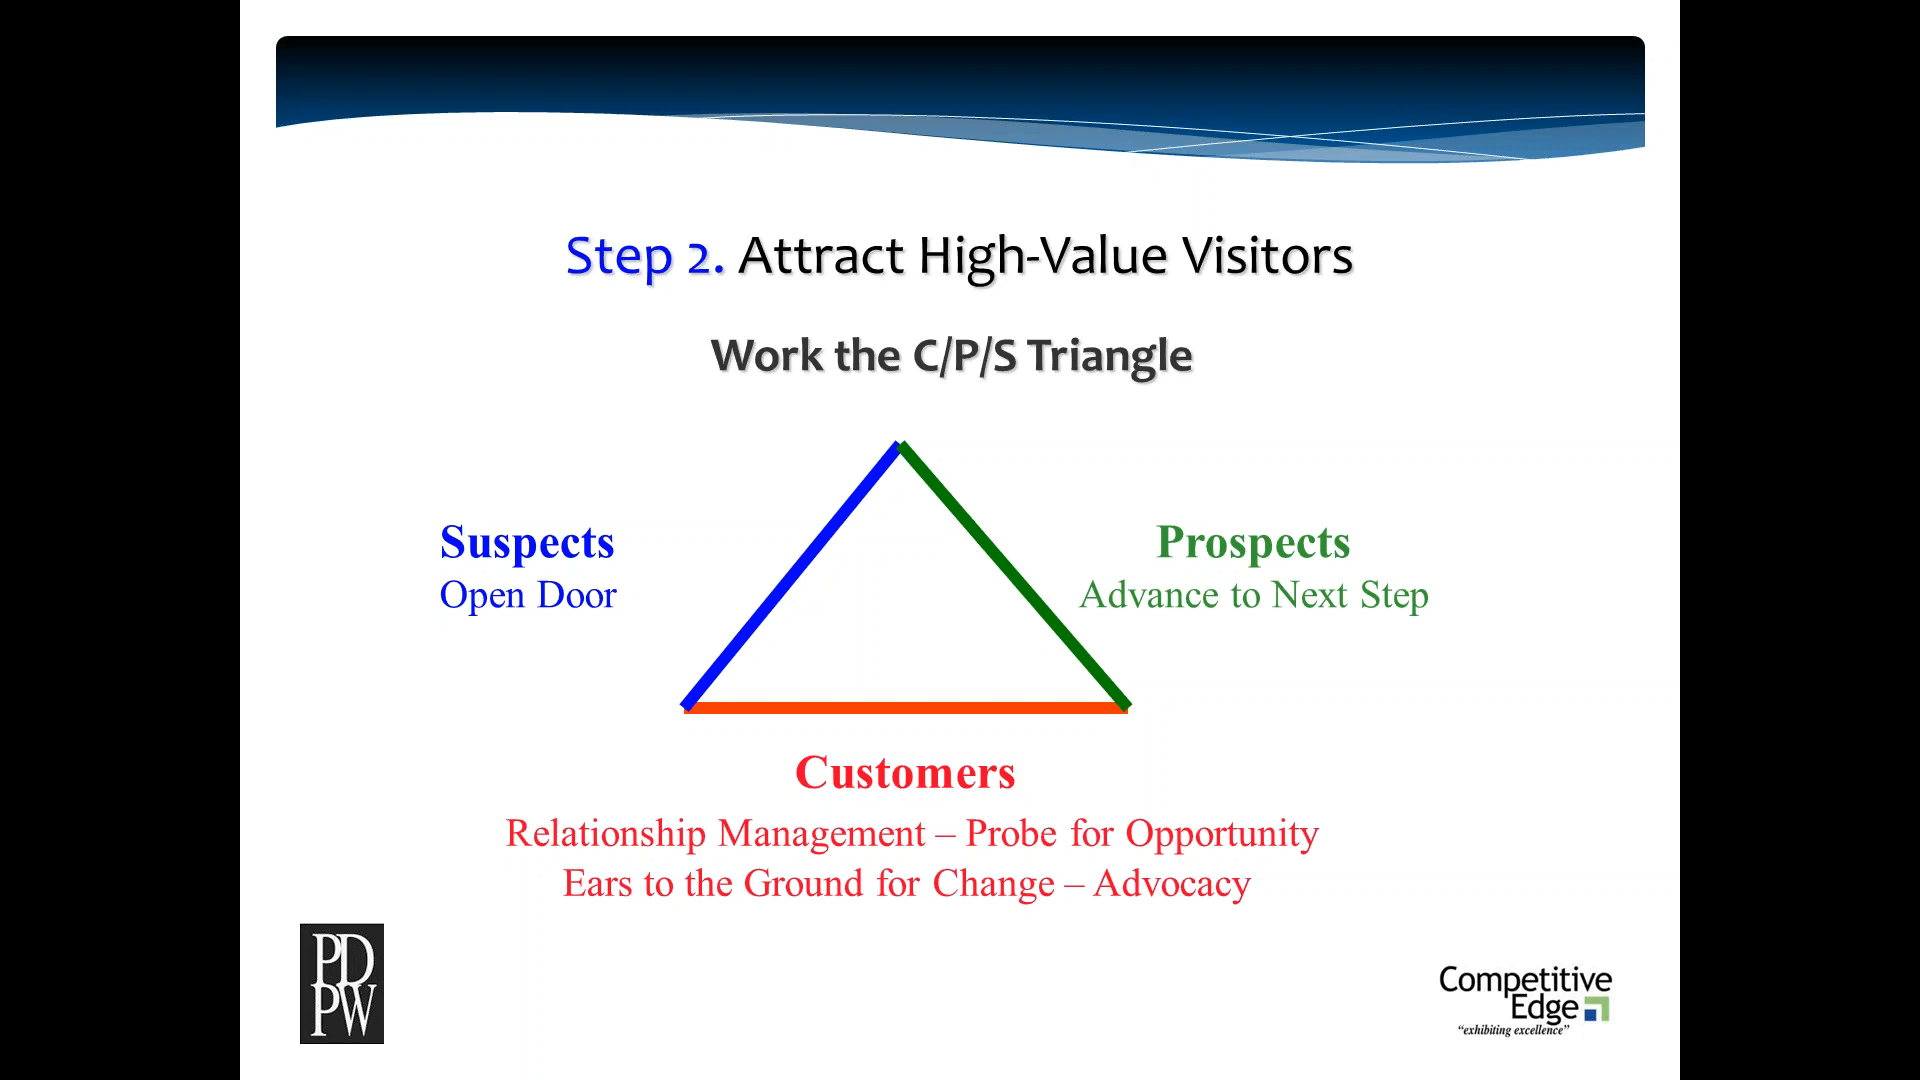 Step 2. Attract High-Value Visitors
Work the C/P/S Triangle
Suspects
Open Door
Prospects
Advance to Next Step
Customers
Relationship Management – Probe for Opportunity
Ears to the Ground for Change – Advocacy
PD
PW
Competitive
Edge
“exhibiting excellence”